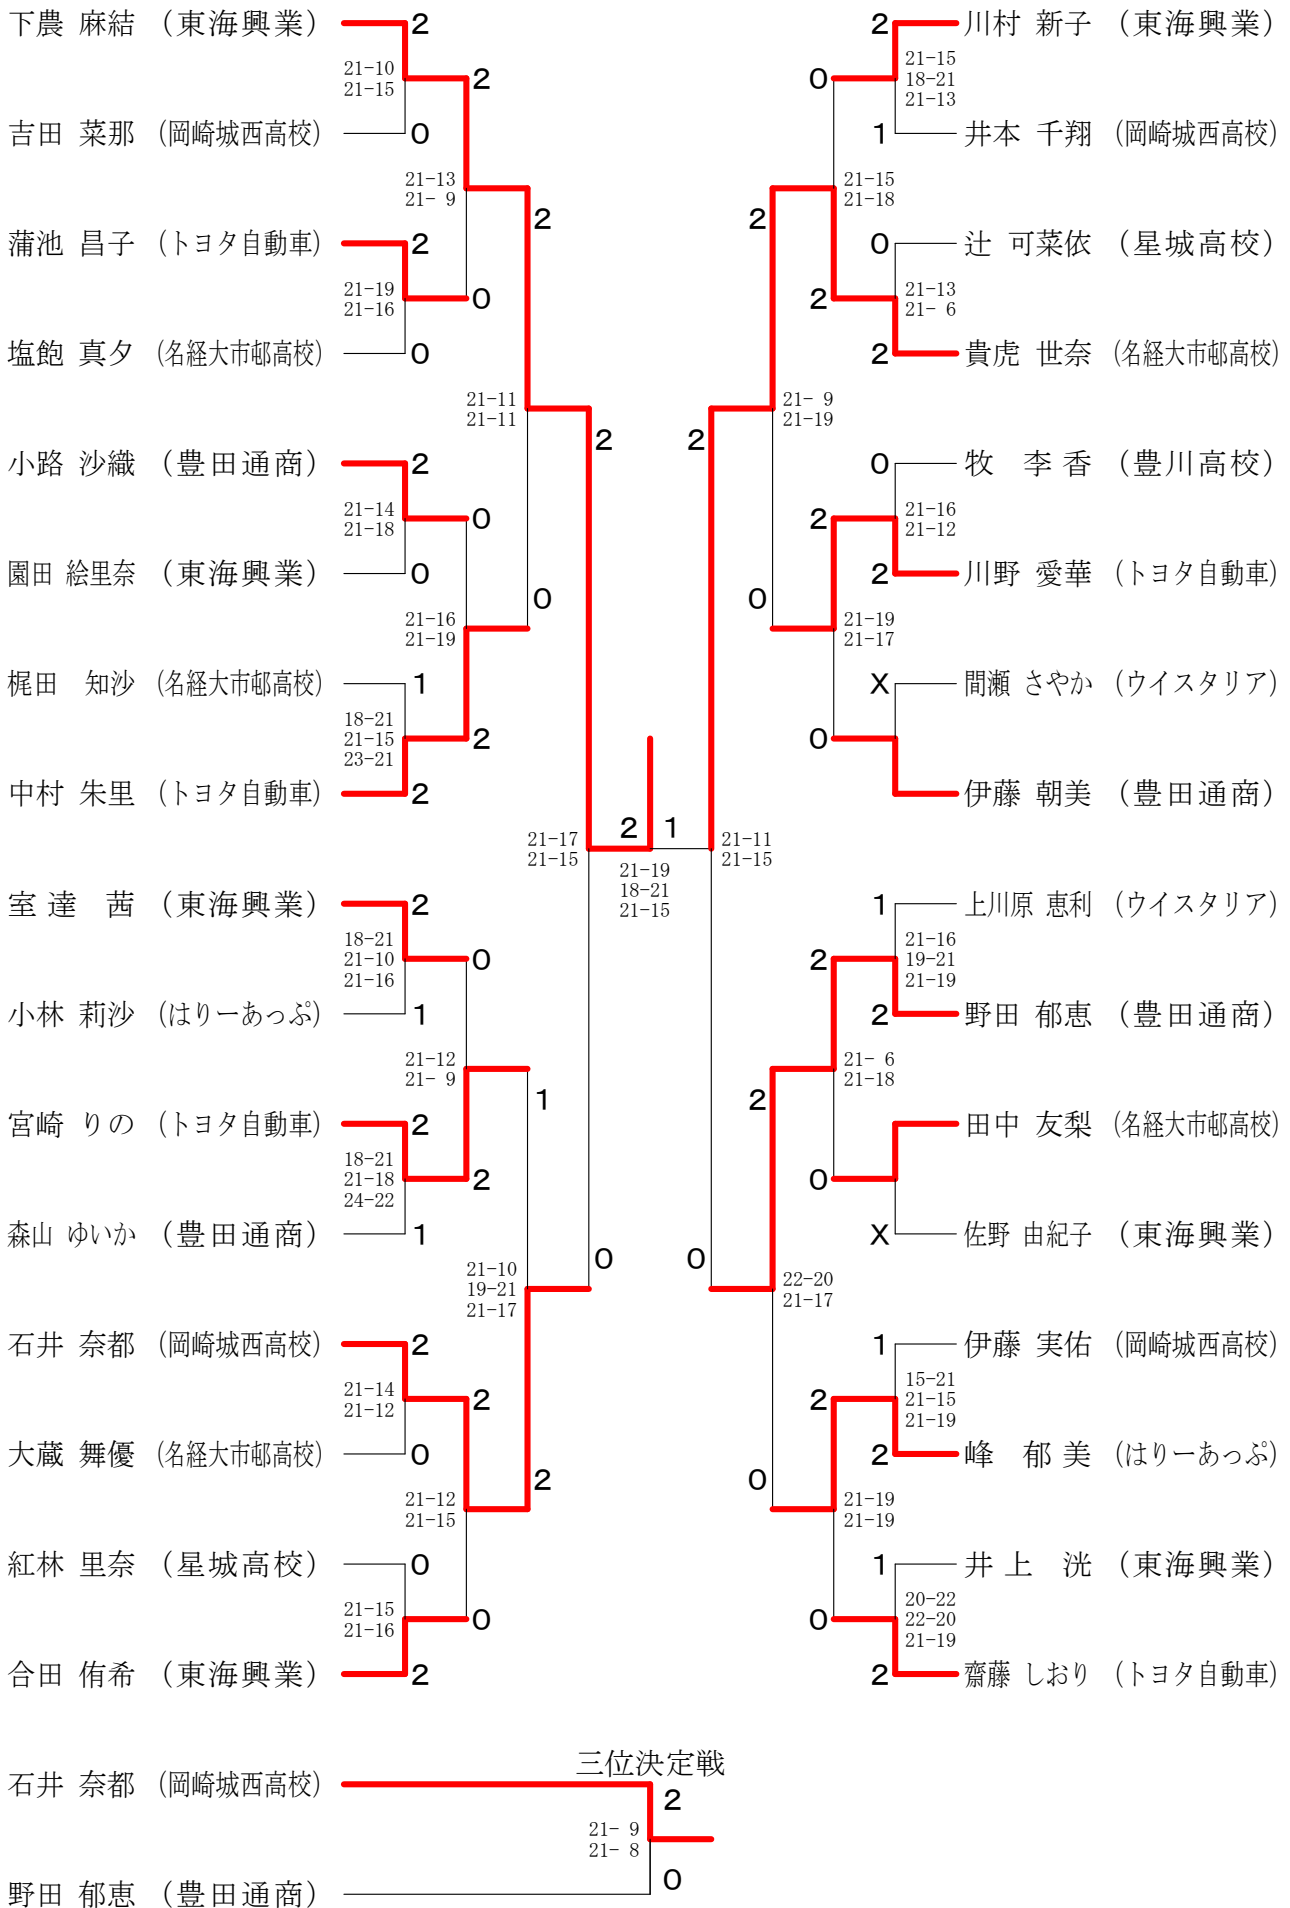 下農 麻結 （東海興業） 2
21-10
21-15
2
吉田 菜那 （岡崎城西高校） 0
21-13
21- 9
2
蒲池 昌子 （トヨタ自動車） 2
21-19
21-16
0
塩飽 真夕 （名経大市邨高校） 0
21-11
21-11
2
小路 沙織 （豊田通商） 2
21-14
21-18
0
園田 絵里奈 （東海興業） 0
21-16
21-19
0
梶田 知沙 （名経大市邨高校） 1
18-21
21-15
23-21
2
中村 朱里 （トヨタ自動車） 2
21-17
21-15
室達 茜 （東海興業） 2
18-21
21-10
21-16
0
小林 莉沙 （はりーあっぷ） 1
21-12
21- 9
1
宮崎 りの （トヨタ自動車） 2
18-21
21-18
24-22
2
森山 ゆいか （豊田通商） 1
21-10
19-21
21-17
0
石井 奈都 （岡崎城西高校） 2
21-14
21-12
2
大蔵 舞優 （名経大市邨高校） 0
21-12
21-15
2
紅林 里奈 （星城高校） 0
21-15
21-16
0
合田 侑希 （東海興業） 2
2 1
21-19
18-21
21-15
2 川村 新子 （東海興業）
0
21-15
18-21
21-13
1 井本 千翔 （岡崎城西高校）
2
21-15
21-18
0 辻 可菜依 （星城高校）
2
21-13
21- 6
2 貴虎 世奈 （名経大市邨高校）
2
21- 9
21-19
0 牧 李香 （豊川高校）
2
21-16
21-12
2 川野 愛華 （トヨタ自動車）
0
21-19
21-17
X 間瀬 さやか （ウイスタリア）
0
伊藤 朝美 （豊田通商）
21-11
21-15
1 上川原 恵利 （ウイスタリア）
2
21-16
19-21
21-19
2 野田 郁恵 （豊田通商）
2
21- 6
21-18
田中 友梨 （名経大市邨高校）
0
X 佐野 由紀子 （東海興業）
0
22-20
21-17
1 伊藤 実佑 （岡崎城西高校）
2
15-21
21-15
21-19
2 峰 郁美 （はりーあっぷ）
0
21-19
21-19
1 井上 洸 （東海興業）
0
20-22
22-20
21-19
2 齋藤 しおり （トヨタ自動車）
三位決定戦
石井 奈都 （岡崎城西高校） 2
21- 9
21- 8
野田 郁恵 （豊田通商） 0